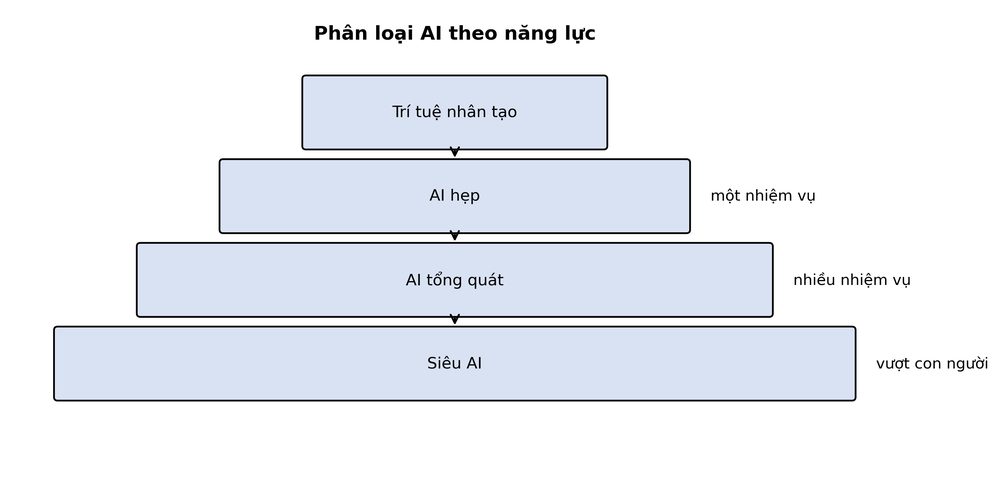 Phân loại AI theo năng lực
Trí tuệ nhân tạo
AI hẹp
một nhiệm vụ
AI tổng quát
nhiều nhiệm vụ
Siêu AI
vượt con người